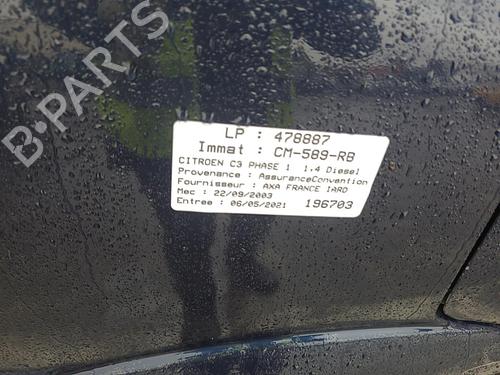 B-PARTS
LP : 478887
Immat : CM-589-RB
CITROEN C3 PHASE 1 1.4 Diesel
Provenance : AssuranceConvention
Fournisseur : AXA FRANCE IARD
Mec : 22/09/2003
Entree : 06/05/2021 196703